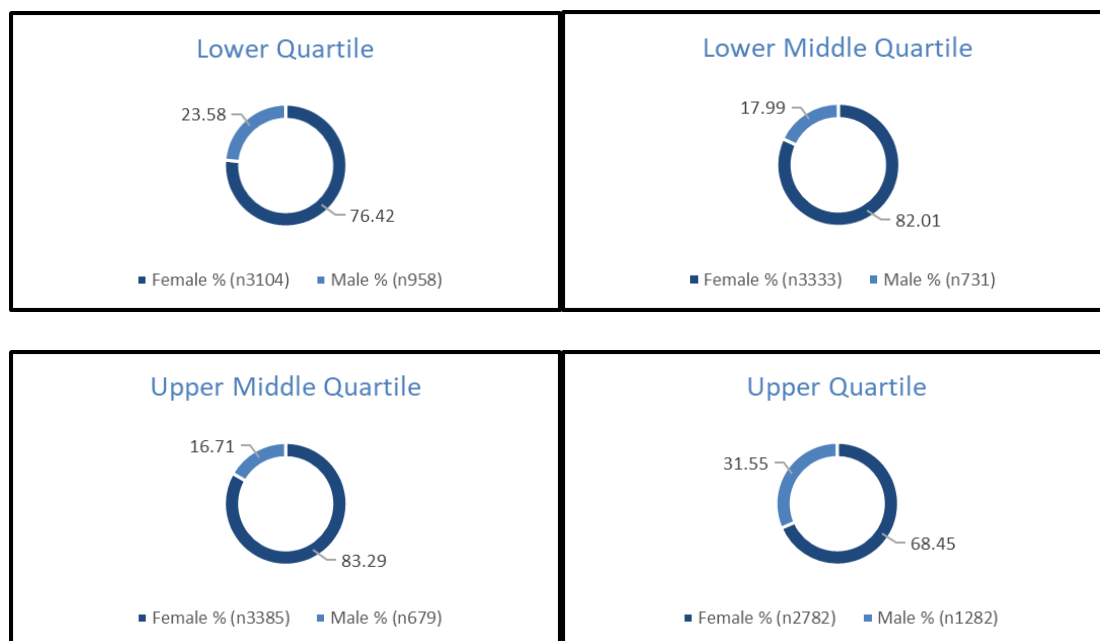 Lower Quartile
23.58
76.42
■ Female % (n3104) ■ Male % (n958)
Lower Middle Quartile
17.99
82.01
■ Female % (n3333) ■ Male % (n731)
Upper Middle Quartile
16.71
83.29
■ Female % (n3385) ■ Male % (n679)
Upper Quartile
31.55
68.45
■ Female % (n2782) ■ Male % (n1282)